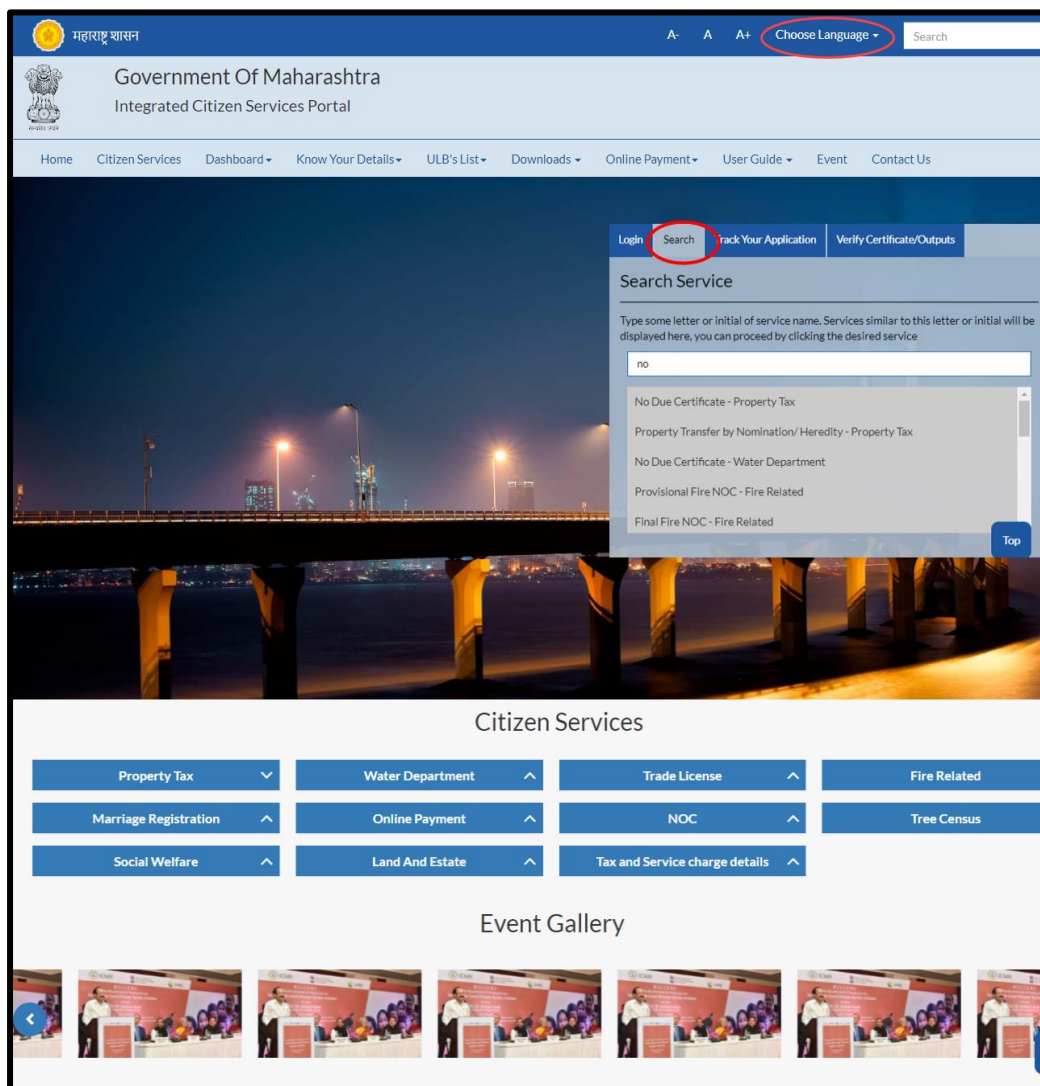 महाराष्ट्र शासन
A- A A+ Choose Language Search
Government Of Maharashtra
Integrated Citizen Services Portal
Home Citizen Services Dashboard Know Your Details ULB's List Downloads Online Payment User Guide Event Contact Us
Login Search Track Your Application Verify Certificate/Outputs
Search Service
Type some letter or initial of service name. Services similar to this letter or initial will be
displayed here, you can proceed by clicking the desired service
no
No Due Certificate - Property Tax
Property Transfer by Nomination/ Heredity - Property Tax
No Due Certificate - Water Department
Provisional Fire NOC - Fire Related
Final Fire NOC - Fire Related
Top
Citizen Services
Property Tax Water Department Trade License Fire Related
Marriage Registration Online Payment NOC Tree Census
Social Welfare Land And Estate Tax and Service charge details
Event Gallery